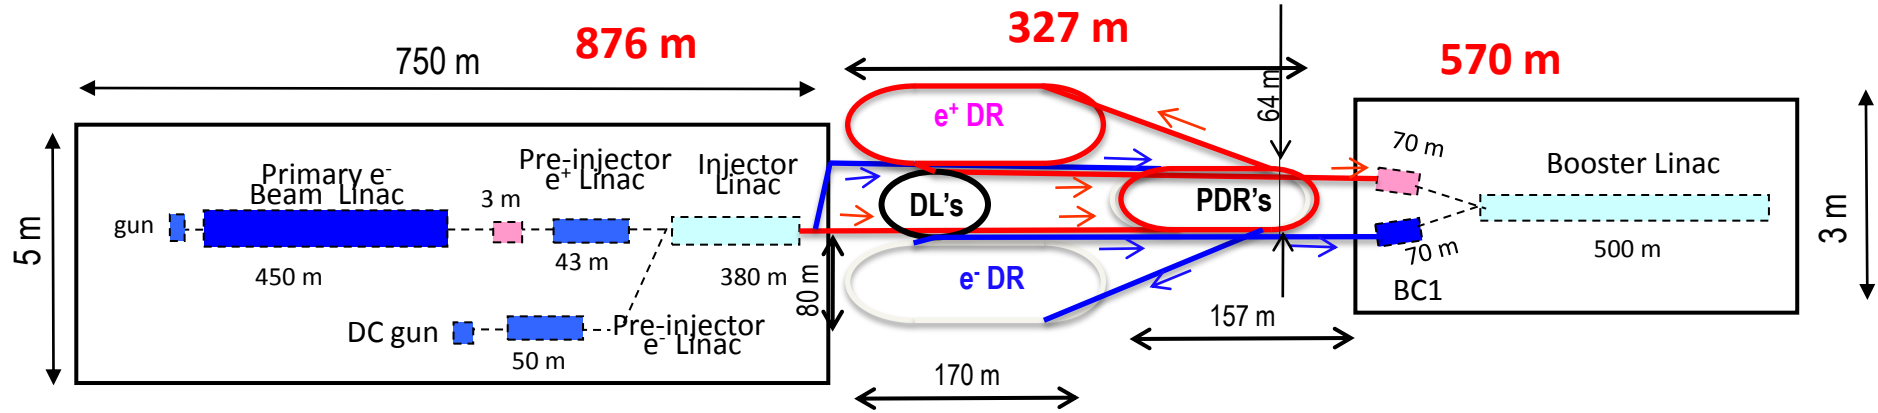 876 m
327 m
570 m
750 m
64 m
e+ DR
70 m
Booster Linac
Primary e-
Beam Linac
Pre-injector
e+ Linac
Injector
Linac
3 m
gun
DL's
PDR's
5 m
3 m
450 m
43 m
380 m
80 m
e- DR
70 m
500 m
BC1
DC gun
50 m
Pre-injector
e- Linac
157 m
170 m